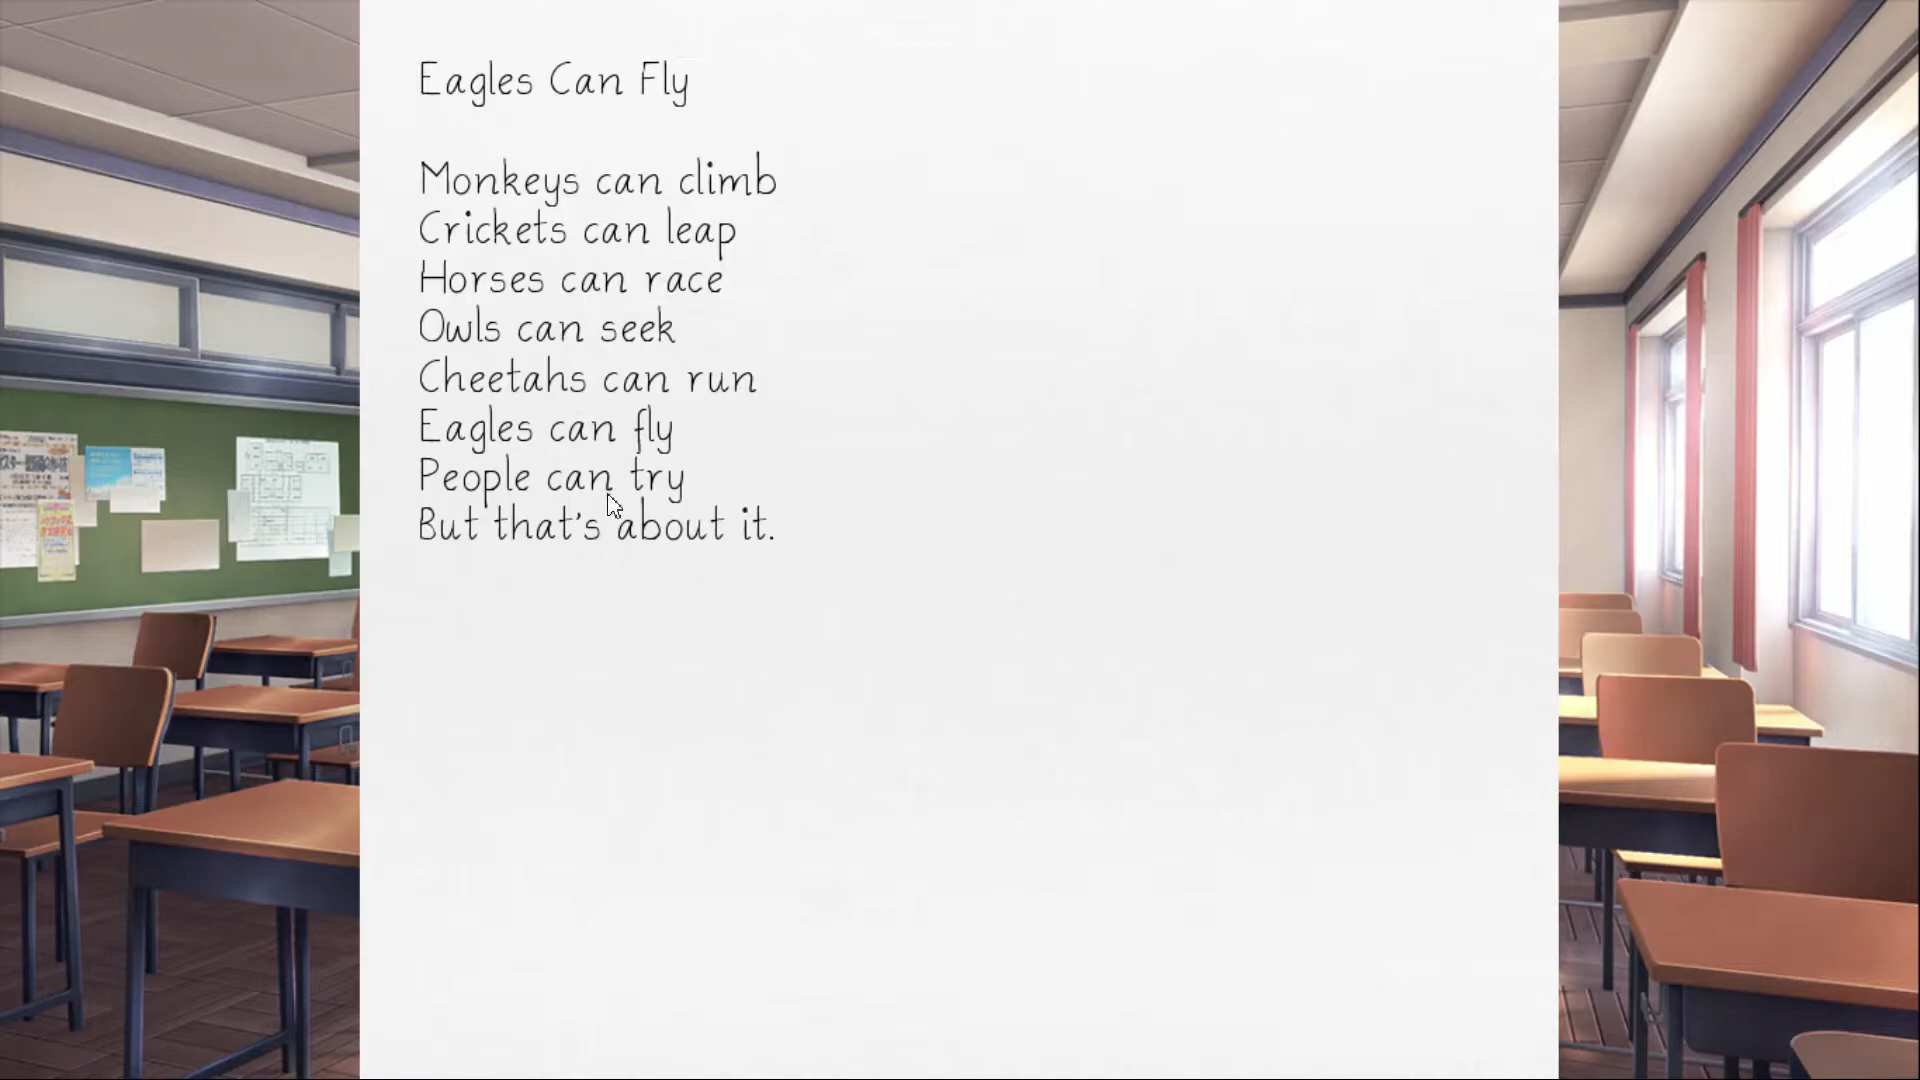 Eagles Can Fly
Monkeys can climb
Crickets can leap
Horses can race
Owls can seek
Cheetahs can run
Eagles can fly
People can try
But that's about it.